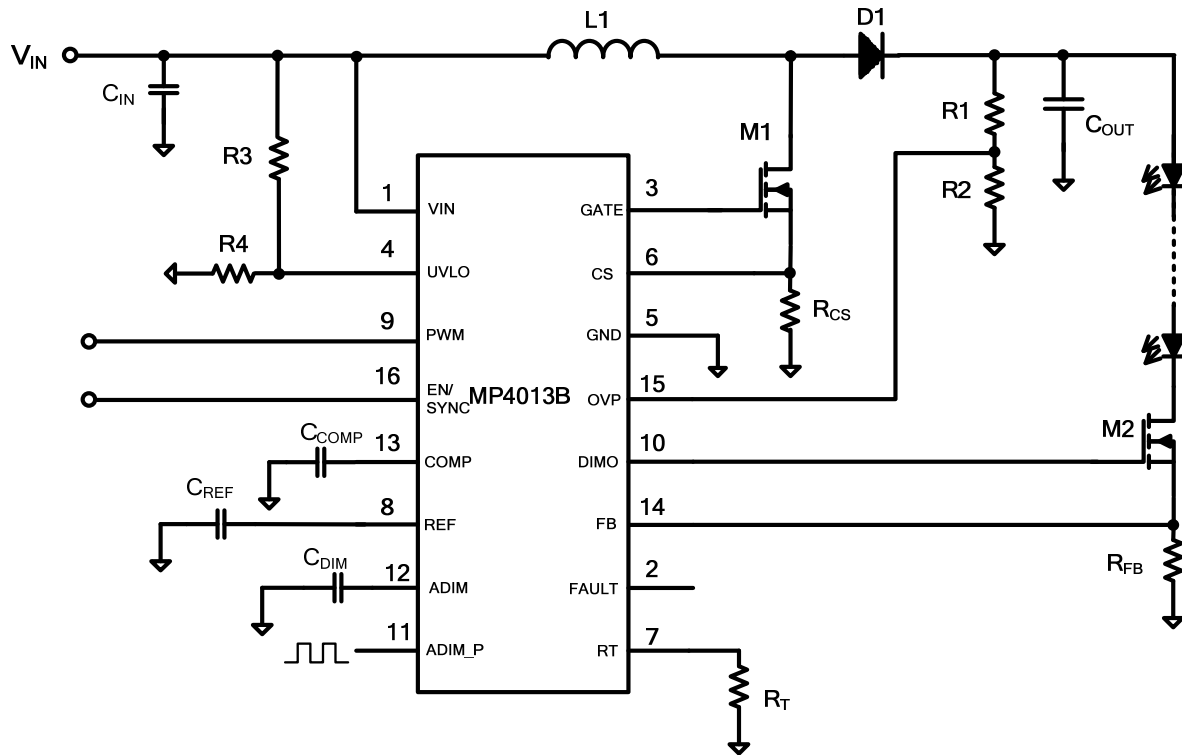 L1
D1
VIN
CIN
R3
M1
R1
COUT
R2
1
VIN
GATE
3
R4
4
UVLO
CS
6
RCS
9
PWM
GND
5
16
EN/
SYNC
MP4013B
OVP
15
CCOMP
13
COMP
DIMO
10
M2
CREF
8
REF
FB
14
CDIM
12
ADIM
FAULT
2
RFB
11
ADIM_P
RT
7
RT